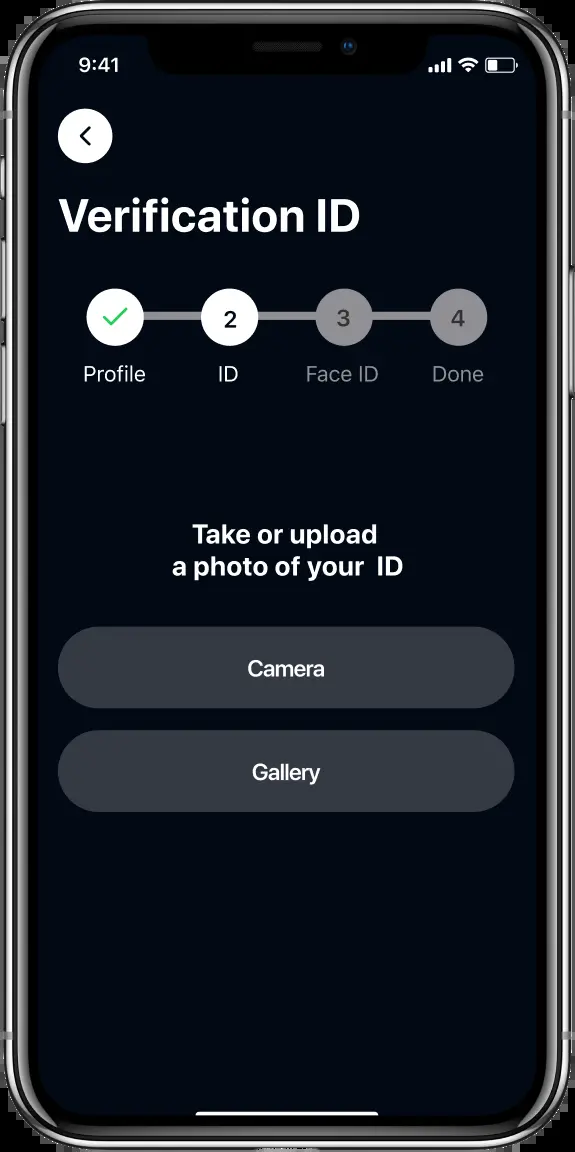 9:41
Verification ID
2
3
4
Profile
ID
Face ID
Done
Take or upload
a photo of your ID
Camera
Gallery